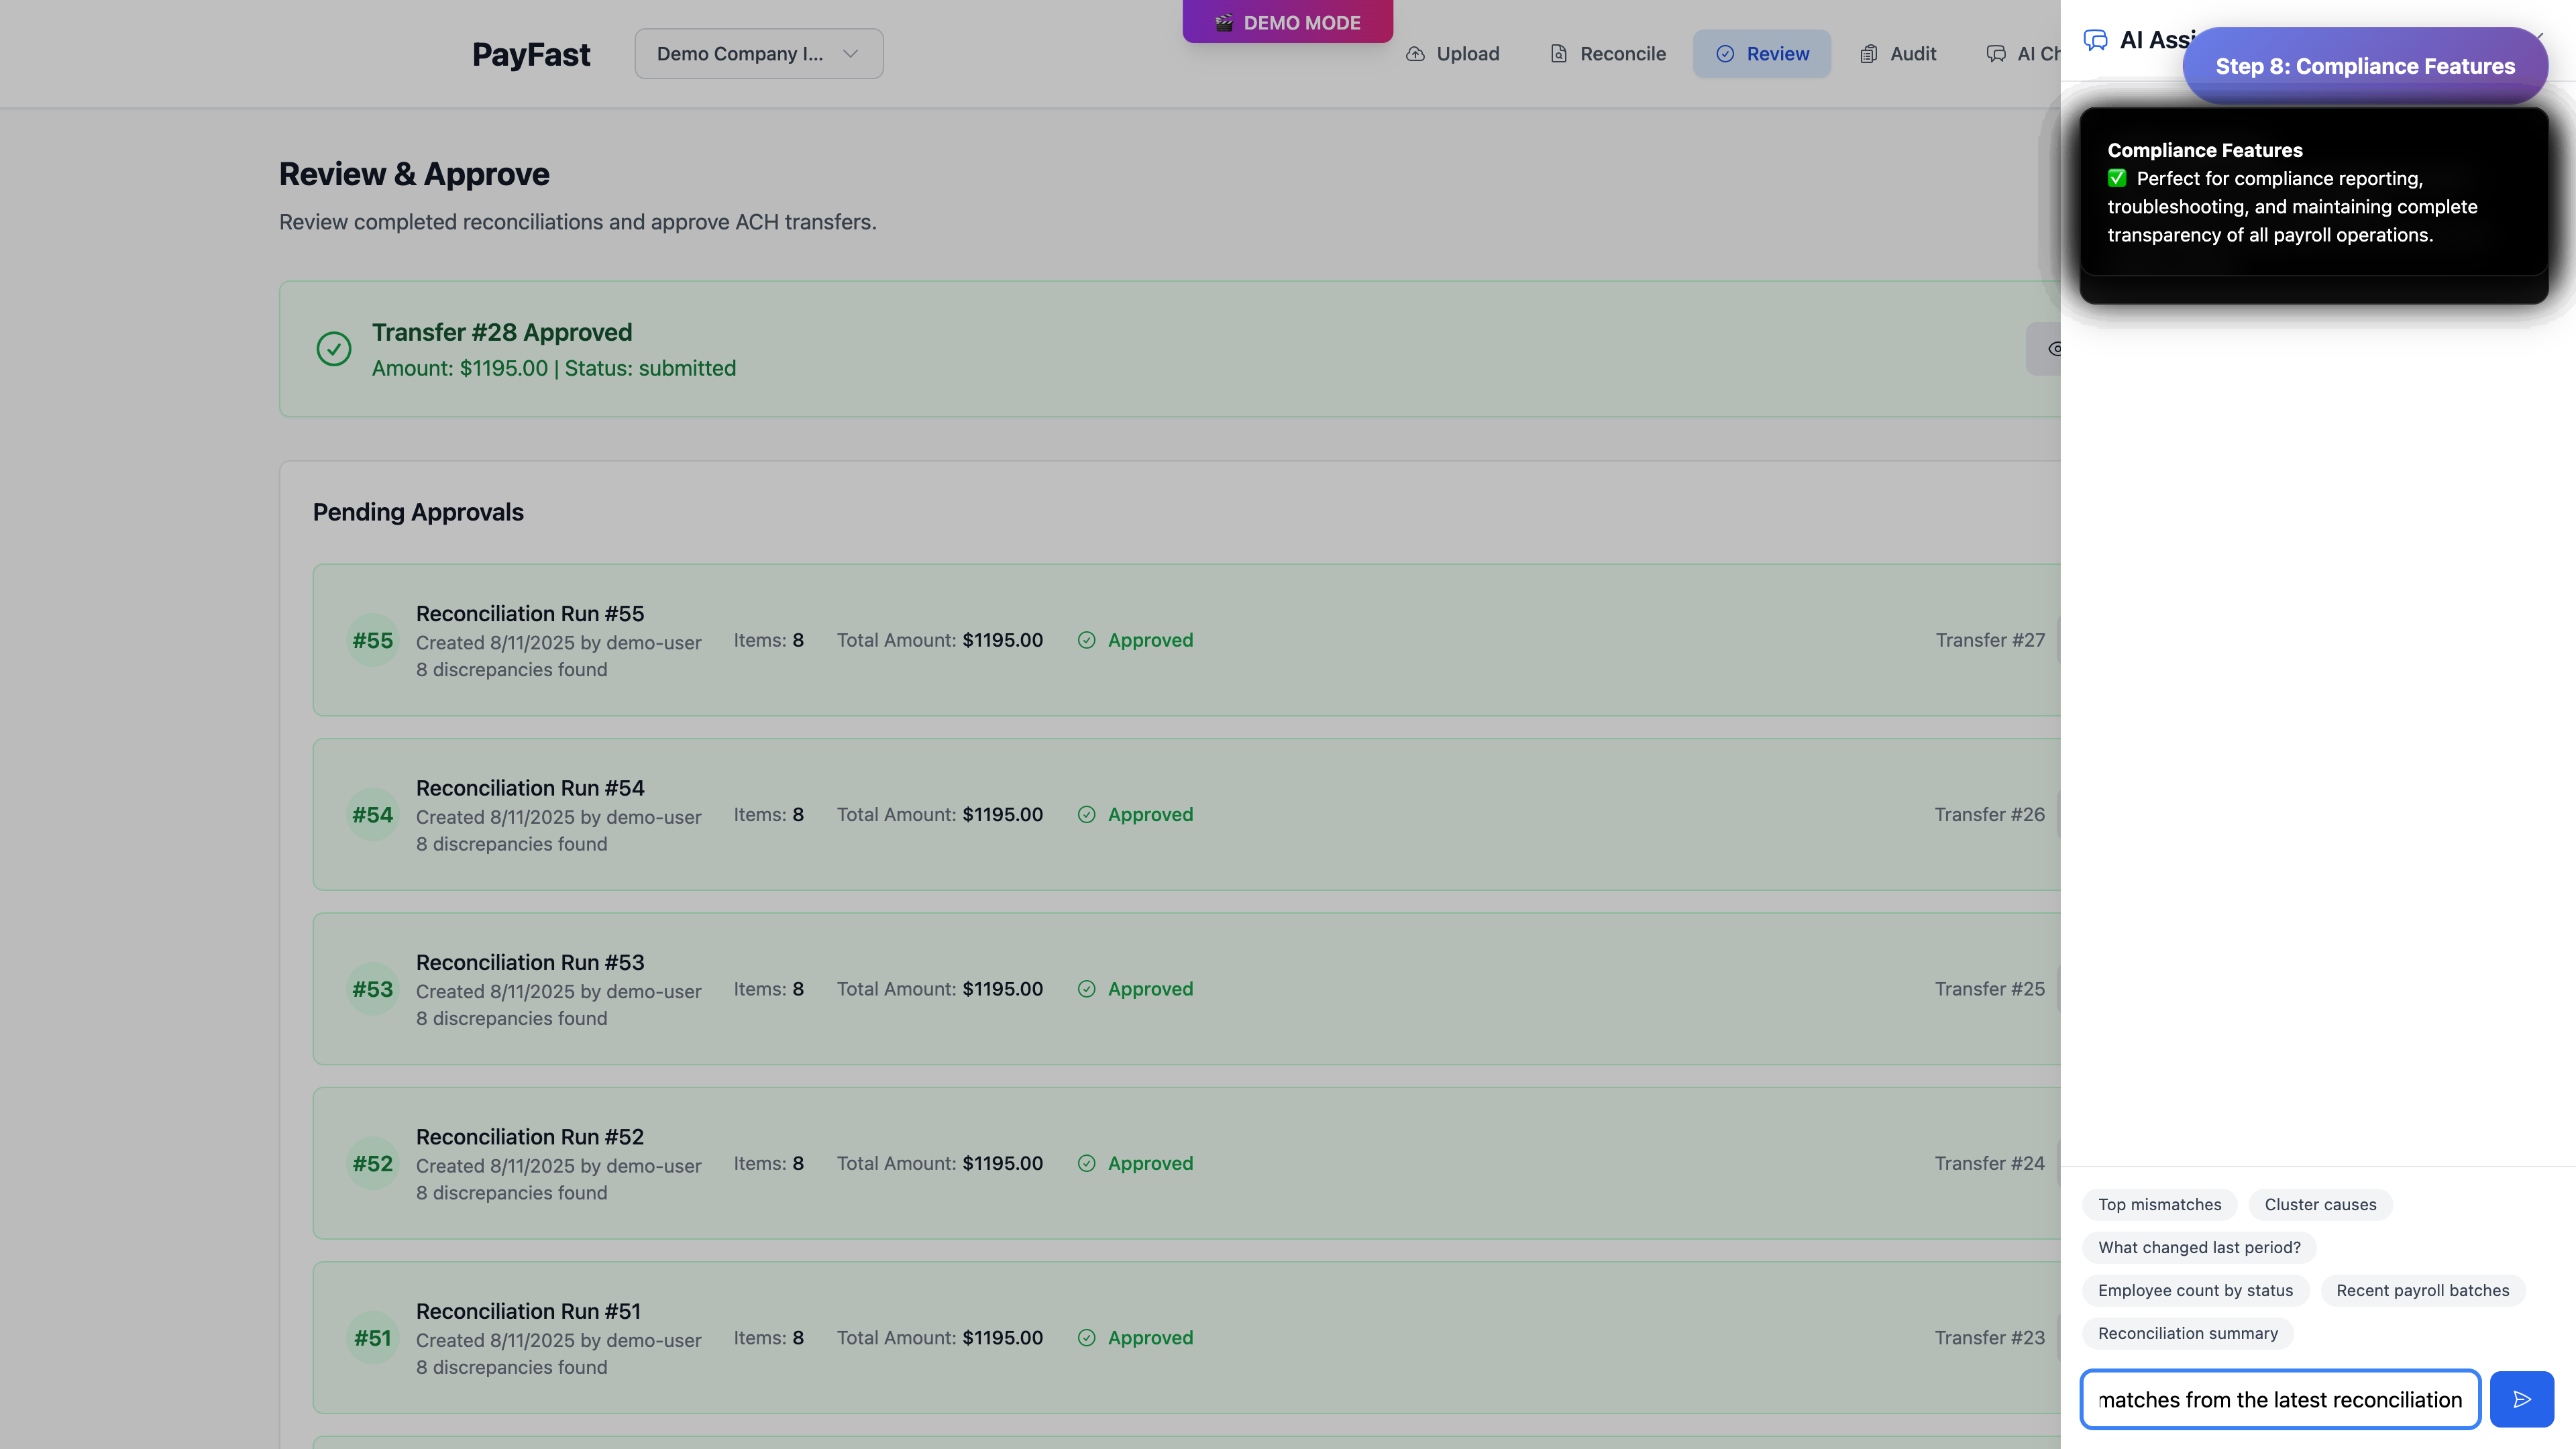 DEMO MODE
PayFast
Demo Company I...
Upload
Reconcile
Review
Audit
AI Ch
Review & Approve
Review completed reconciliations and approve ACH transfers.
Transfer #28 Approved
Amount: $1195.00 | Status: submitted
Pending Approvals
#55
Reconciliation Run #55
Created 8/11/2025 by demo-user
8 discrepancies found
Items: 8
Total Amount: $1195.00
Approved
Transfer #27
#54
Reconciliation Run #54
Created 8/11/2025 by demo-user
8 discrepancies found
Items: 8
Total Amount: $1195.00
Approved
Transfer #26
#53
Reconciliation Run #53
Created 8/11/2025 by demo-user
8 discrepancies found
Items: 8
Total Amount: $1195.00
Approved
Transfer #25
#52
Reconciliation Run #52
Created 8/11/2025 by demo-user
8 discrepancies found
Items: 8
Total Amount: $1195.00
Approved
Transfer #24
#51
Reconciliation Run #51
Created 8/11/2025 by demo-user
8 discrepancies found
Items: 8
Total Amount: $1195.00
Approved
Transfer #23
AI Assi
Step 8: Compliance Features
Compliance Features
✅ Perfect for compliance reporting,
troubleshooting, and maintaining complete
transparency of all payroll operations.
Top mismatches
Cluster causes
What changed last period?
Employee count by status
Recent payroll batches
Reconciliation summary
matches from the latest reconciliation